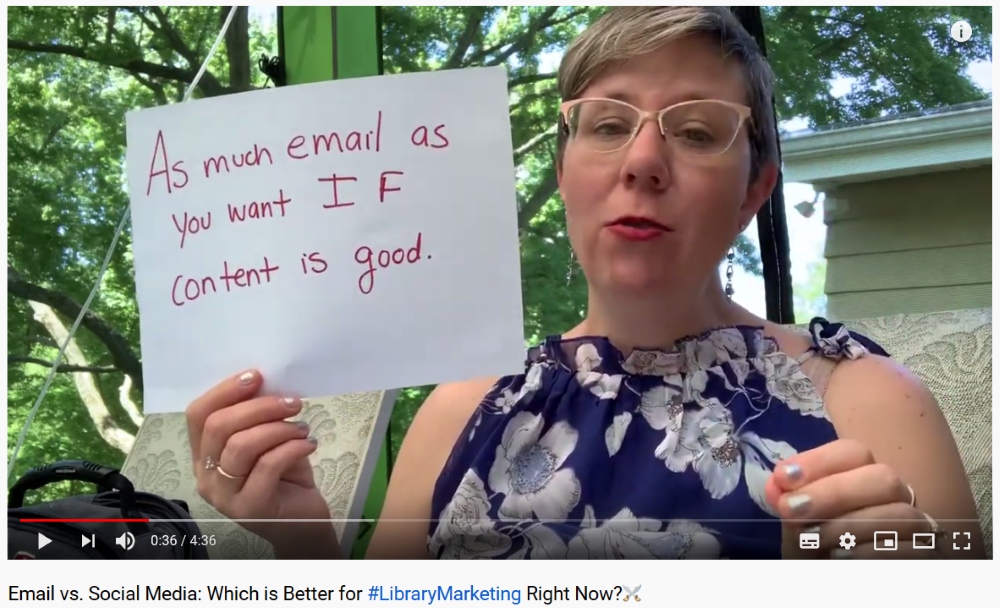 As much email as
you want IF
content is good.
0:36 / 4:36
Email vs. Social Media: Which is Better for #LibraryMarketing Right Now?⚔️